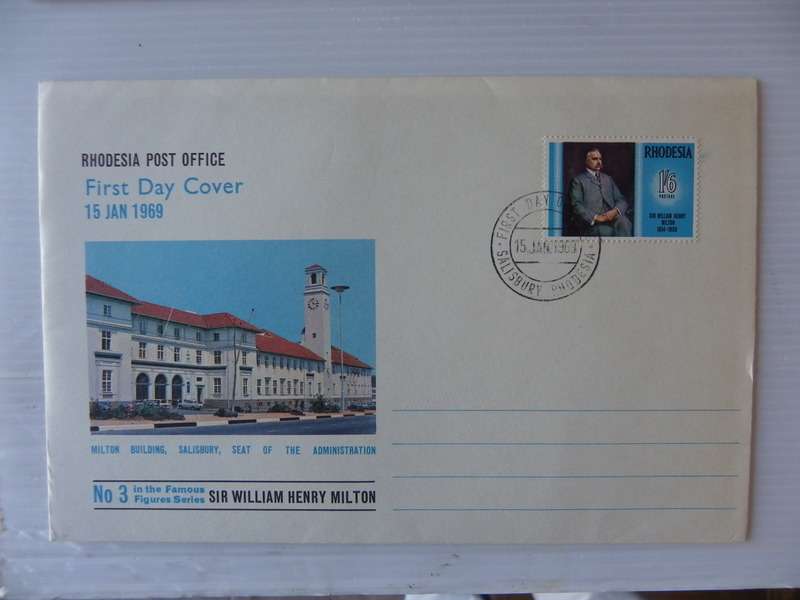 RHODESIA POST OFFICE
First Day Cover
15 JAN 1969
RHODESIA
1/6
POSTAGE
SIR WILLIAM HENRY
MILTON
FIRST DAY
15 JAN 1969
SALISBURY RHODESIA
MILTON BUILDING, SALISBURY, SEAT OF THE ADMINISTRATION
No 3 in the Famous
Figures Series SIR WILLIAM HENRY MILTON